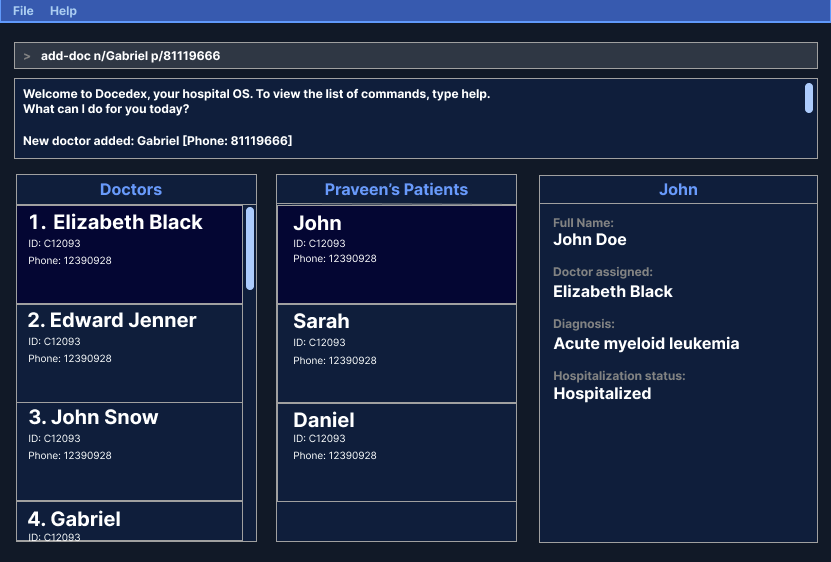 File Help
> add-doc n/Gabriel p/81119666
Welcome to Docedex, your hospital OS. To view the list of commands, type help.
What can I do for you today?
New doctor added: Gabriel [Phone: 81119666]
Doctors
1. Elizabeth Black
ID: C12093
Phone: 12390928
2. Edward Jenner
ID: C12093
Phone: 12390928
3. John Snow
ID: C12093
Phone: 12390928
4. Gabriel
ID: C12093
Praveen’s Patients
John
ID: C12093
Phone: 12390928
Sarah
ID: C12093
Phone: 12390928
Daniel
ID: C12093
Phone: 12390928
John
Full Name:
John Doe
Doctor assigned:
Elizabeth Black
Diagnosis:
Acute myeloid leukemia
Hospitalization status:
Hospitalized